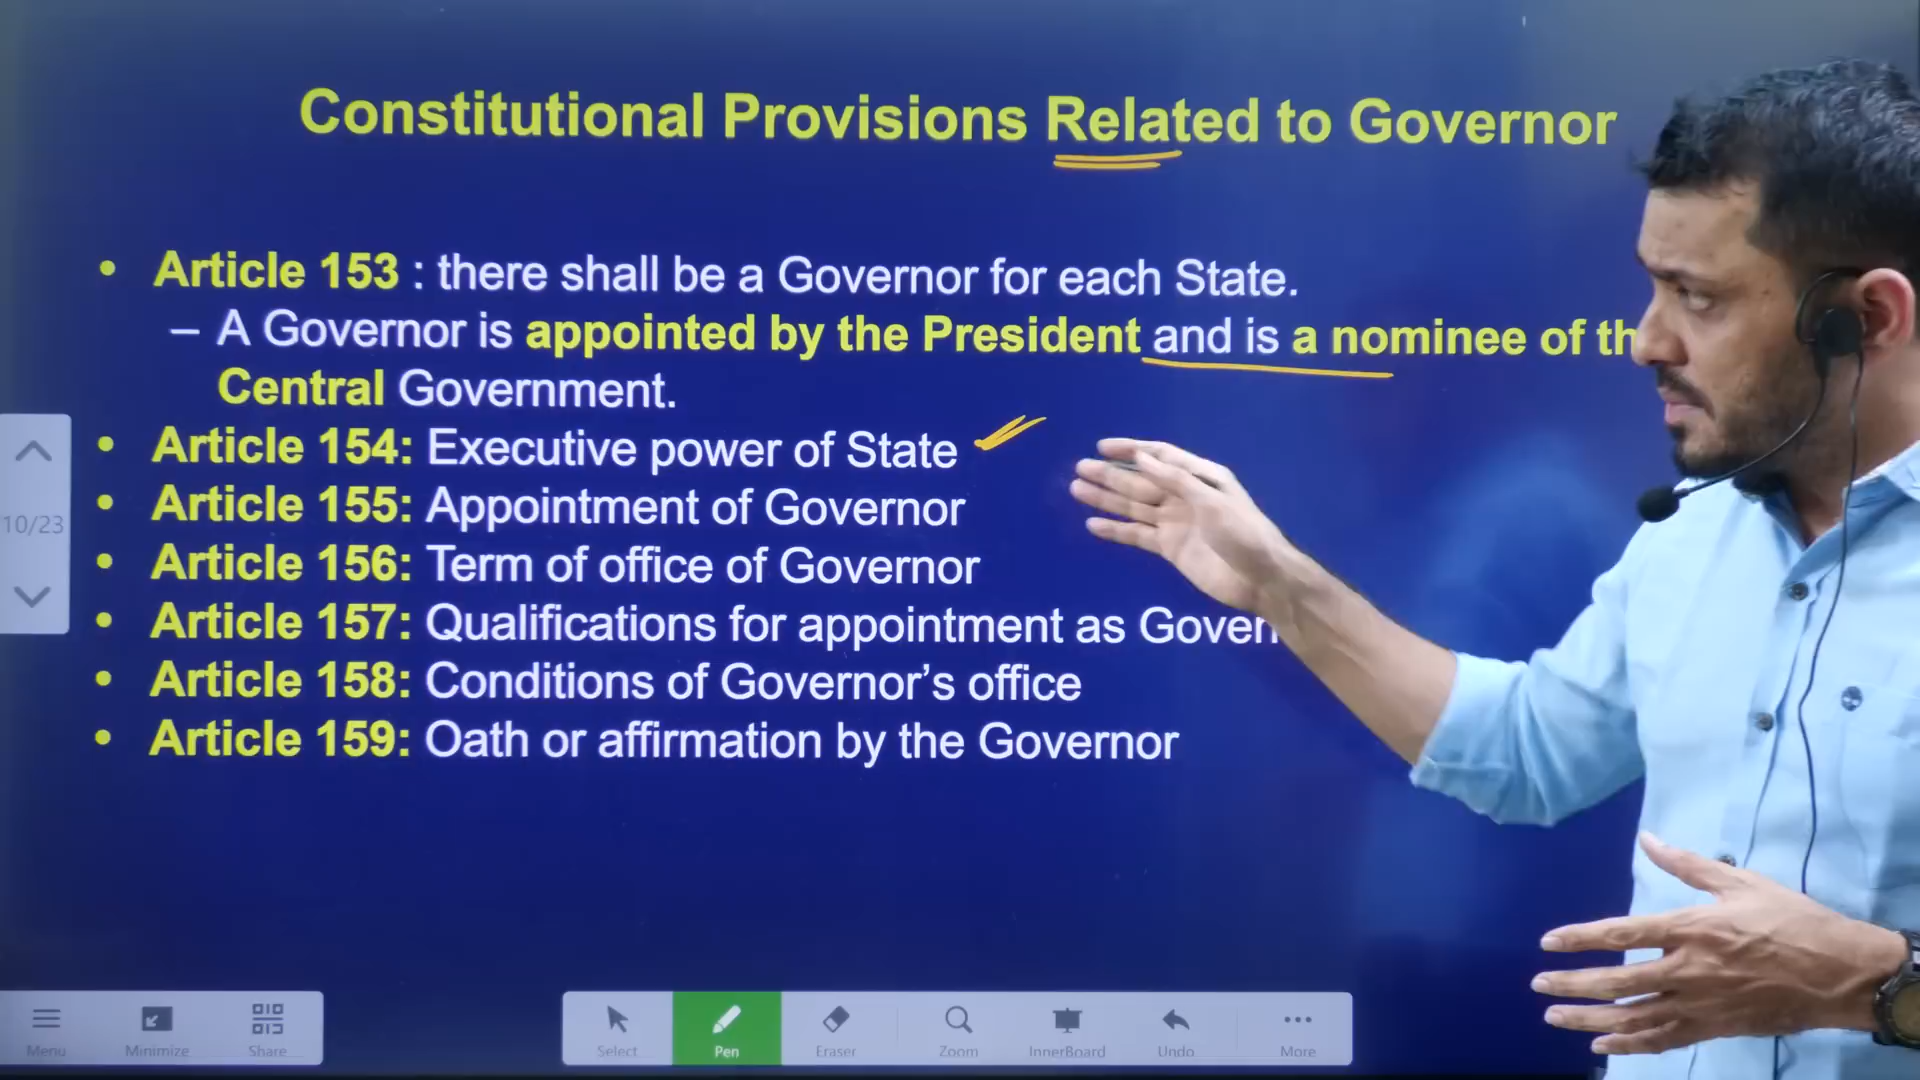 Constitutional Provisions Related to Governor
• Article 153 : there shall be a Governor for each State.
– A Governor is appointed by the President and is a nominee of
Central Government.
• Article 154: Executive power of State
• Article 155: Appointment of Governor
• Article 156: Term of office of Governor
• Article 157: Qualifications for appointment as
• Article 158: Conditions of Governor’s office
• Article 159: Oath or affirmation by the Governor
10/23
Menu Minimize Share Select Pen Eraser Zoom InnerBoard Undo More